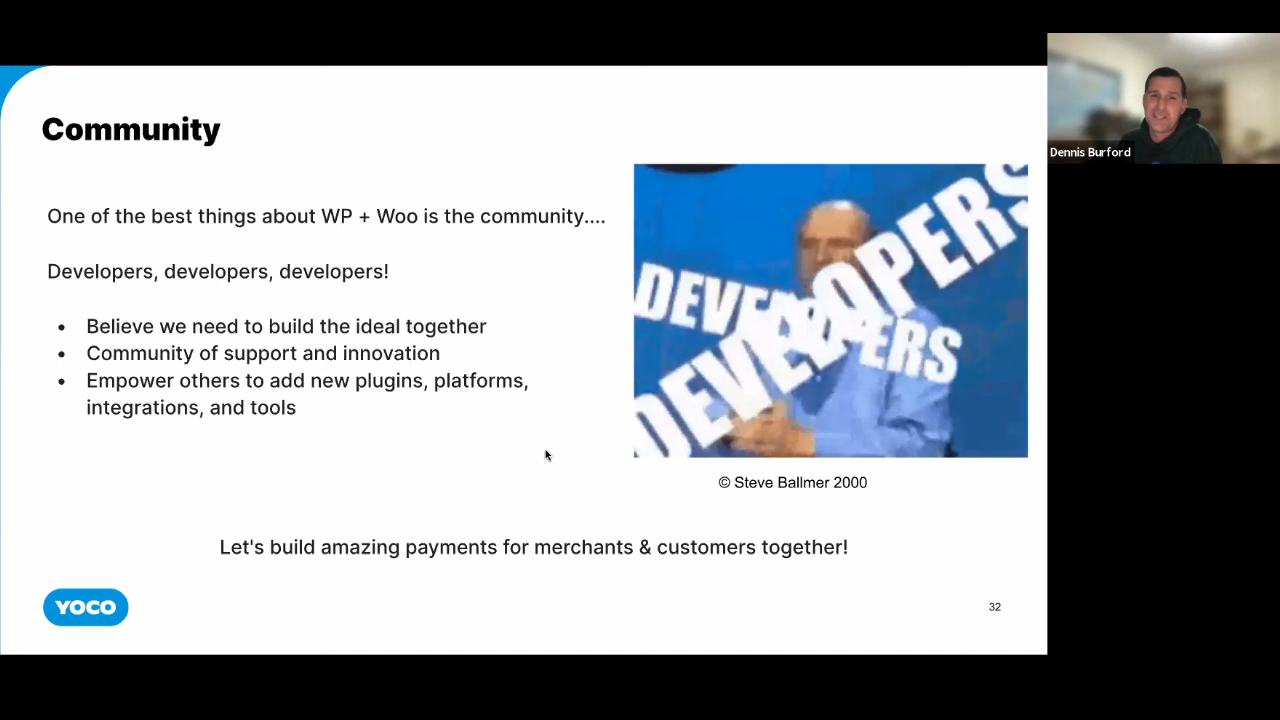 Community
One of the best things about WP + Woo is the community....
Developers, developers, developers!
• Believe we need to build the ideal together
• Community of support and innovation
• Empower others to add new plugins, platforms,
integrations, and tools
DEVELOPERS
DEVELOPERS
© Steve Ballmer 2000
Let's build amazing payments for merchants & customers together!
YOCO
32
Dennis Burford